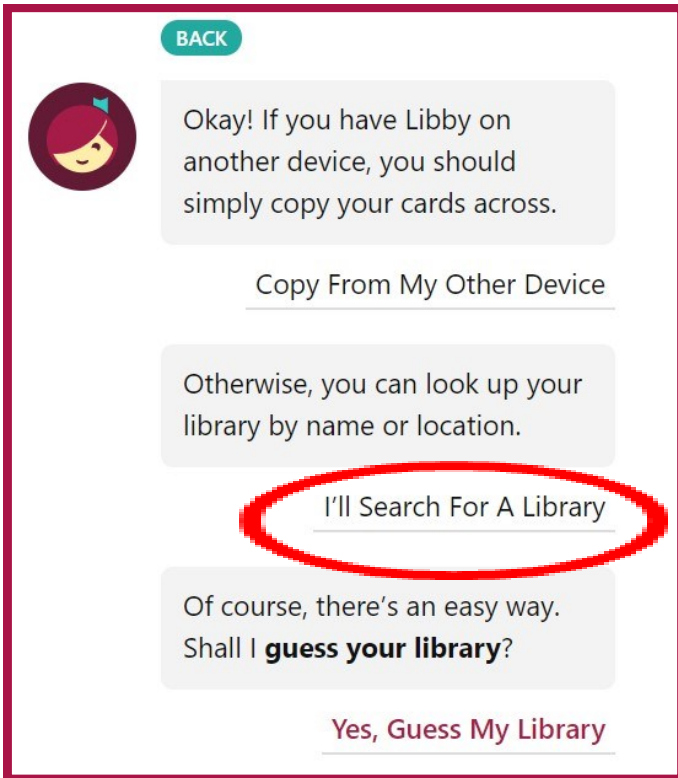 BACK
Okay! If you have Libby on
another device, you should
simply copy your cards across.
Copy From My Other Device
Otherwise, you can look up your
library by name or location.
I’ll Search For A Library
Of course, there’s an easy way.
Shall I guess your library?
Yes, Guess My Library